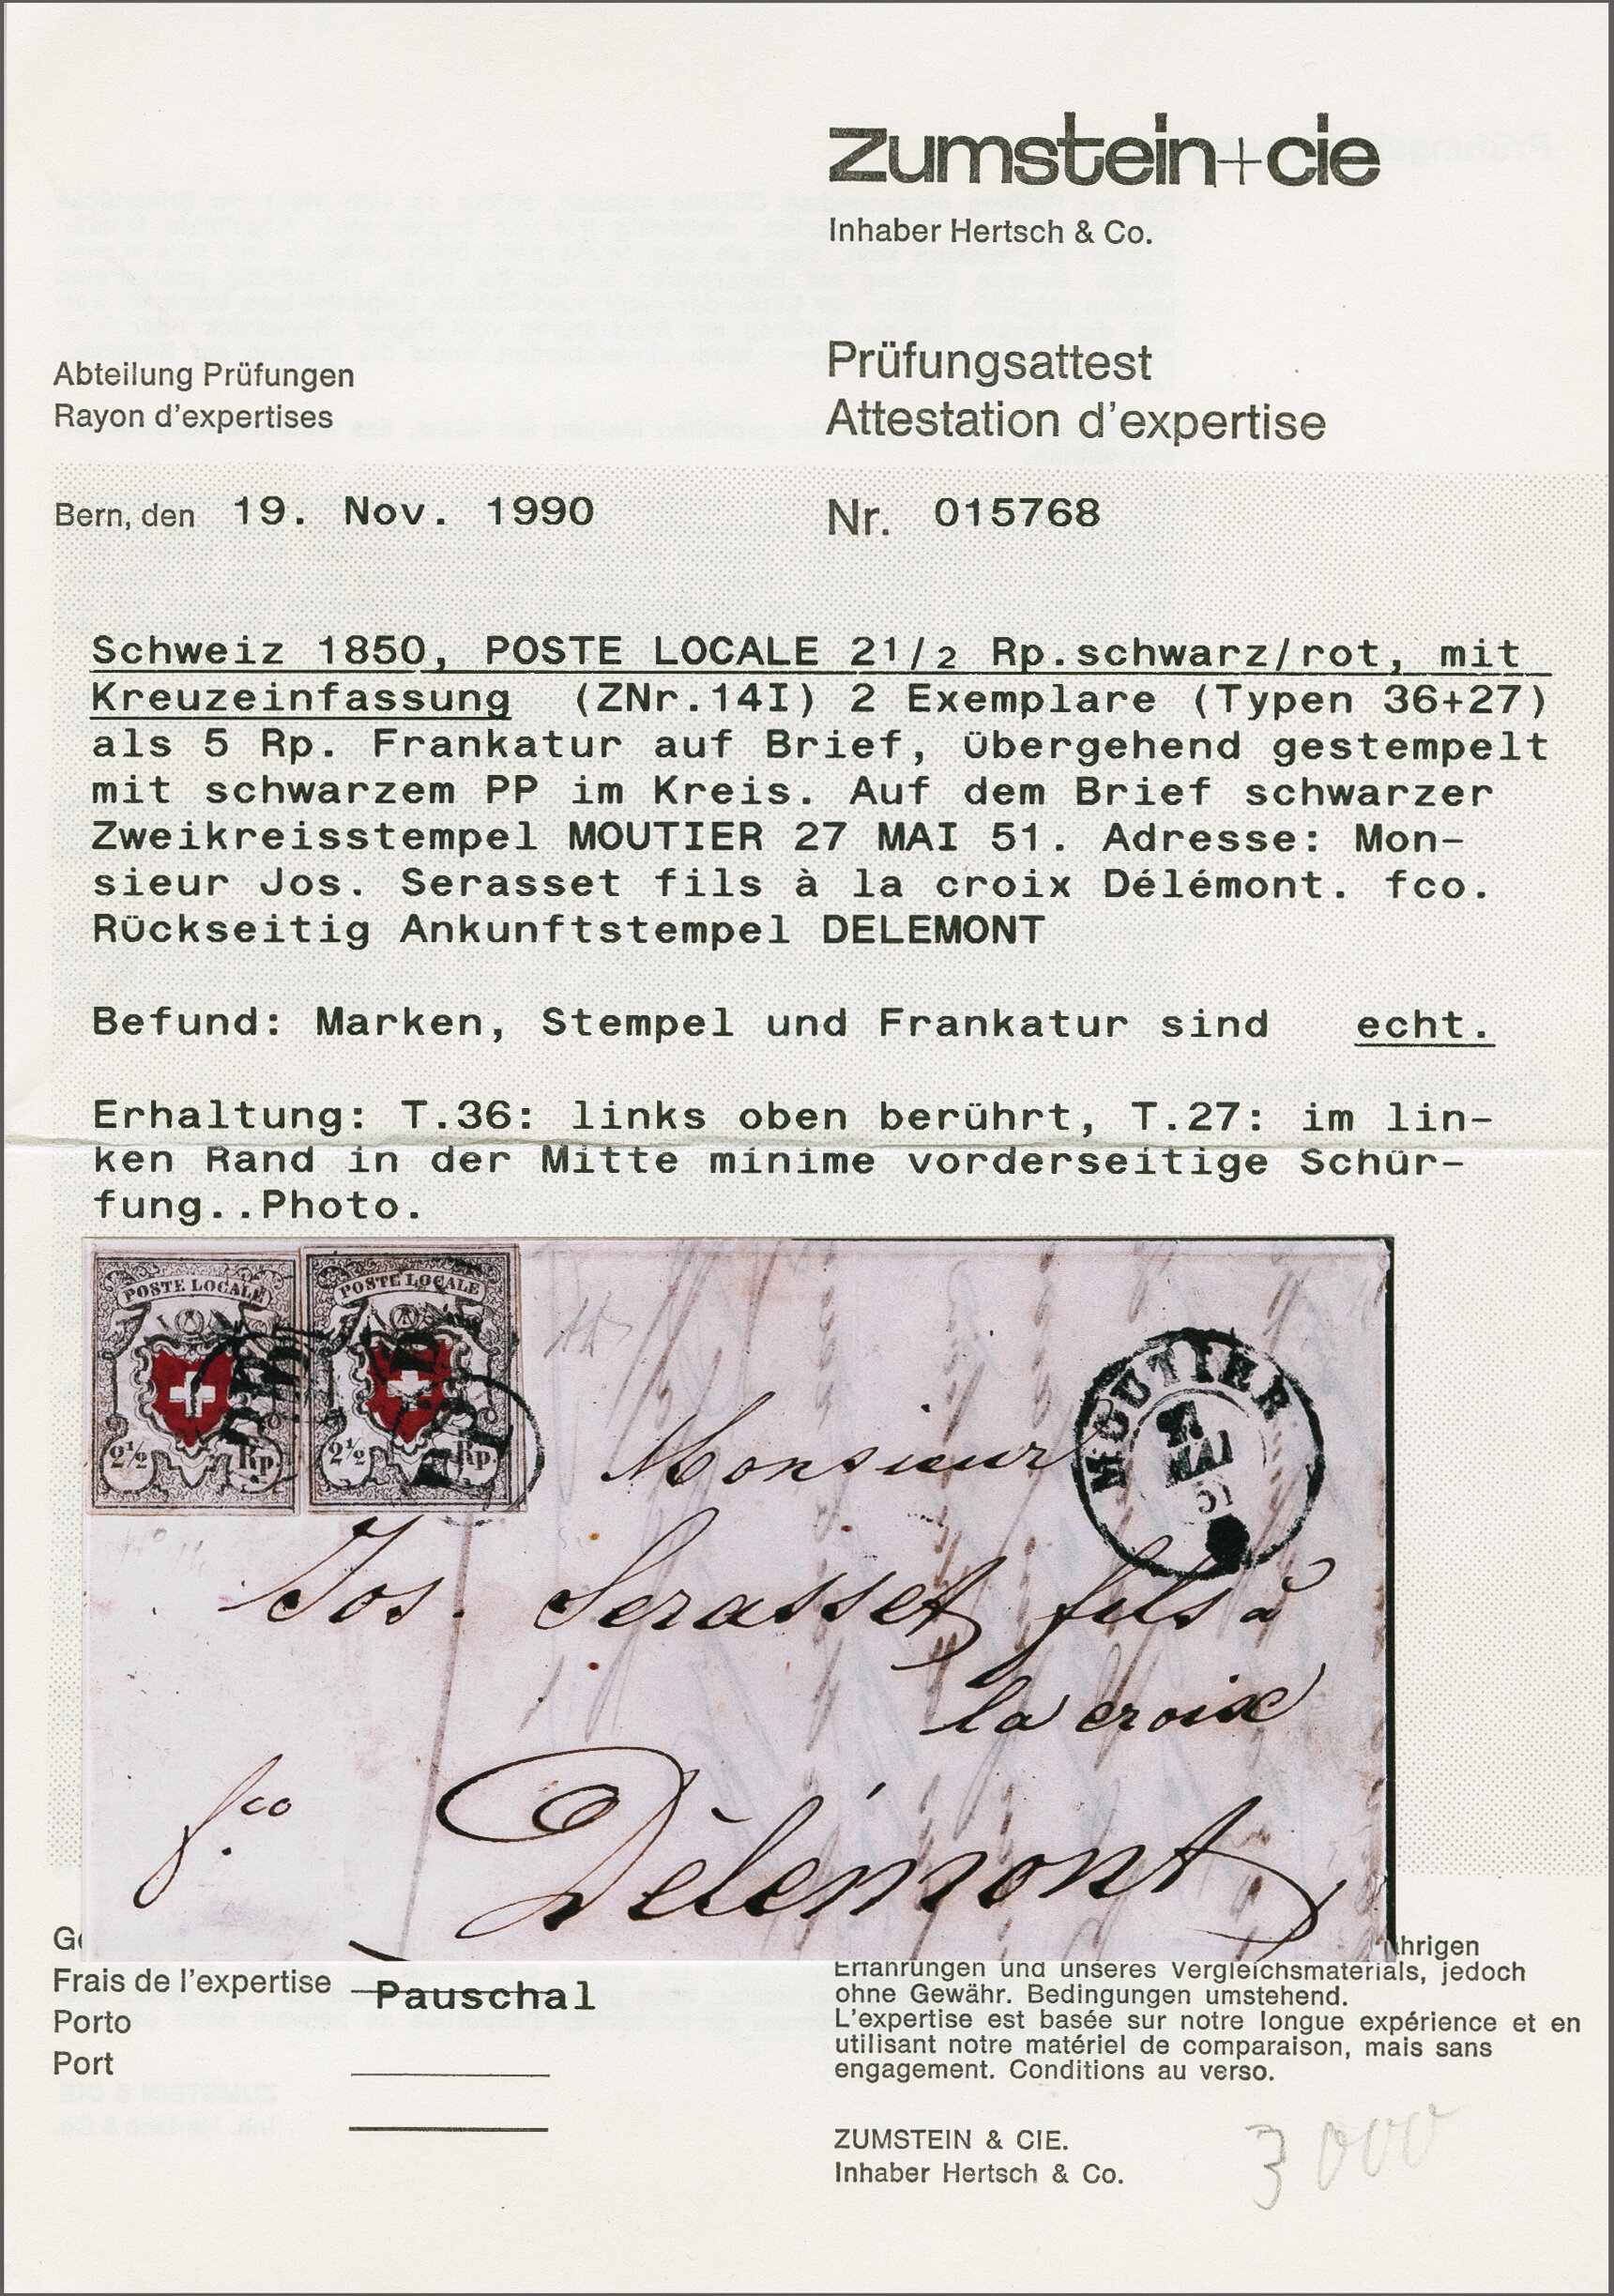 zumstein+cie
Inhaber Hertsch & Co.
Abteilung Prüfungen
Rayon d'expertises
Prüfungsattest
Attestation d'expertise
Bern, den 19. Nov. 1990
Nr. 015768
Schweiz 1850, POSTE LOCALE 2 1/2 Rp.schwarz/rot, mit
Kreuzeinfassung (ZNr.14I) 2 Exemplare (Typen 36+27)
als 5 Rp. Frankatur auf Brief, übergehend gestempelt
mit schwarzem PP im Kreis. Auf dem Brief schwarzer
Zweikreisstempel MOUTIER 27 MAI 51. Adresse: Mon-
sieur Jos. Serasset fils à la croix Délémont. fco.
Rückseitig Ankunftstempel DELEMONT
Befund: Marken, Stempel und Frankatur sind echt.
Erhaltung: T.36: links oben berührt, T.27: im lin-
ken Rand in der Mitte minime vorderseitige Schür-
fung..Photo.
POSTE LOCALE
2 1/2 Rp.
POSTE LOCALE
2 1/2 Rp.
MOUTIER
MAI
51
Monsieur
Jos. Serasset fils à
la croix
fco
Délémont
Frais de l'expertise
Pauschal
Porto
Port
Erfahrungen und unseres Vergleichsmaterials, jedoch
ohne Gewähr. Bedingungen umstehend.
L'expertise est basée sur notre longue expérience et en
utilisant notre matériel de comparaison, mais sans
engagement. Conditions au verso.
ZUMSTEIN & CIE.
Inhaber Hertsch & Co.
3000